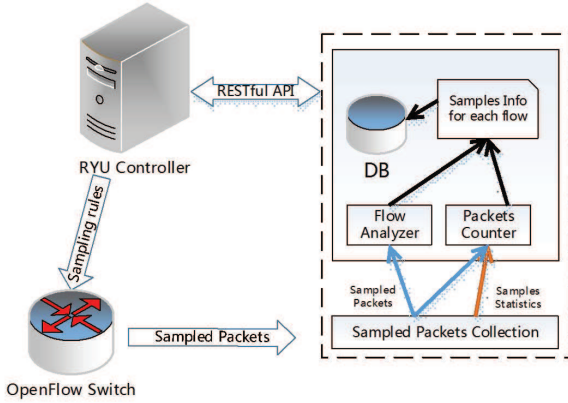 RYU Controller
RESTful API
Samples Info
for each flow
DB
Flow
Analyzer
Packets
Counter
Sampling rules
Sampled
Packets
Samples
Statistics
Sampled Packets
Sampled Packets Collection
OpenFlow Switch